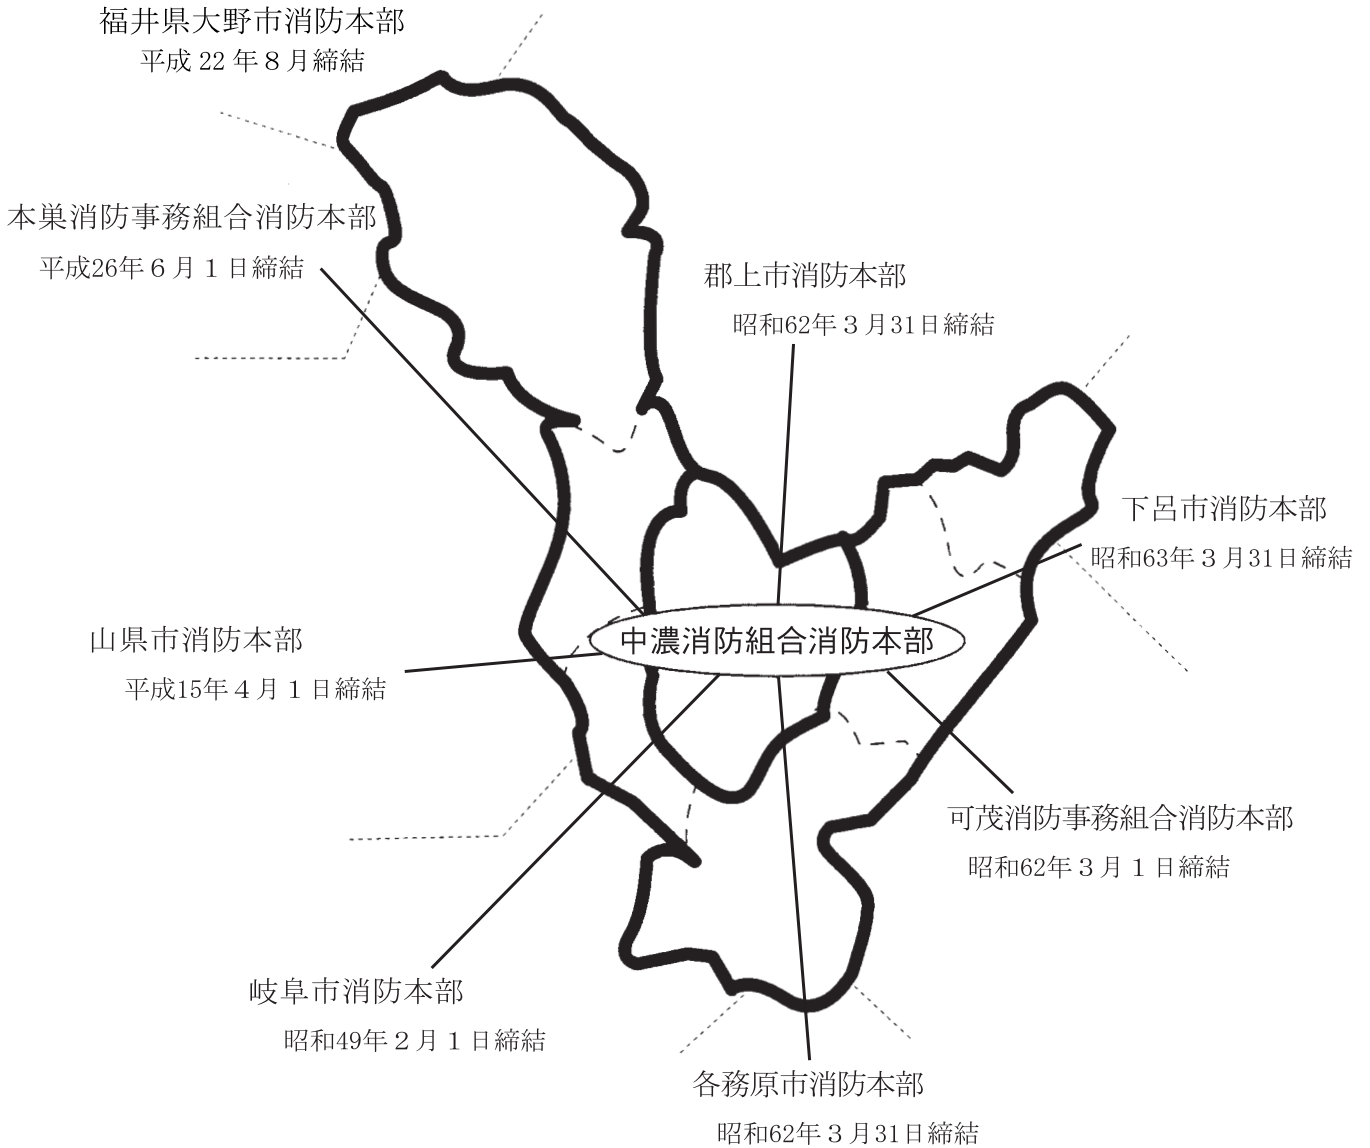 福井県大野市消防本部
平成 22 年８月締結
本巣消防事務組合消防本部
平成26年６月１日締結
郡上市消防本部
昭和62年３月31日締結
下呂市消防本部
昭和63年３月31日締結
中濃消防組合消防本部
山県市消防本部
平成15年４月１日締結
可茂消防事務組合消防本部
昭和62年３月１日締結
岐阜市消防本部
昭和49年２月１日締結
各務原市消防本部
昭和62年３月31日締結